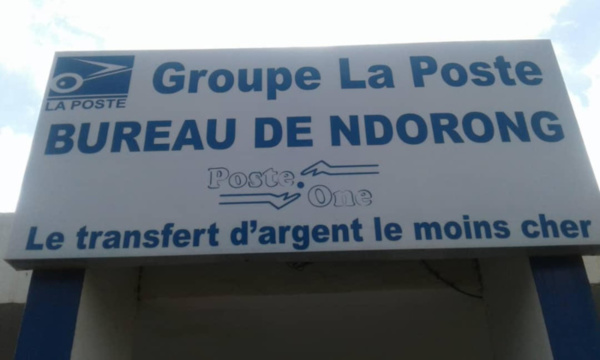 LA POSTE
Groupe La Poste
BUREAU DE NDORONG
Poste.
One
Le transfert d'argent le moins cher